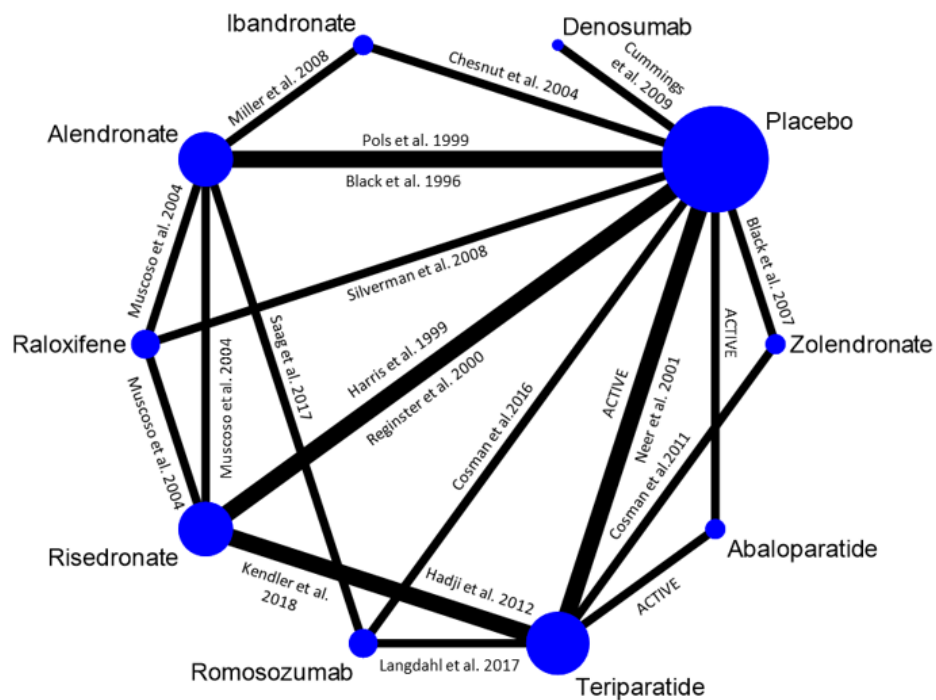 Ibandronate
Denosumab
Cummings
et al. 2009
Miller et al. 2008
Chesnut et al. 2004
Placebo
Alendronate
Pols et al. 1999
Black et al. 1996
Muscoso et al. 2004
Silverman et al. 2008
Black et al. 2007
ACTIVE
Raloxifene
Zolendronate
Saag et al. 2017
Muscoso et al. 2004
Harris et al. 1999
Reginster et al. 2000
Cosman et al.2016
ACTIVE
Neer et al. 2001
Cosman et al.2011
Muscoso et al. 2004
Risedronate
Abaloparatide
Kendler et al.
2018
Hadji et al. 2012
ACTIVE
Romosozumab
Langdahl et al. 2017
Teriparatide